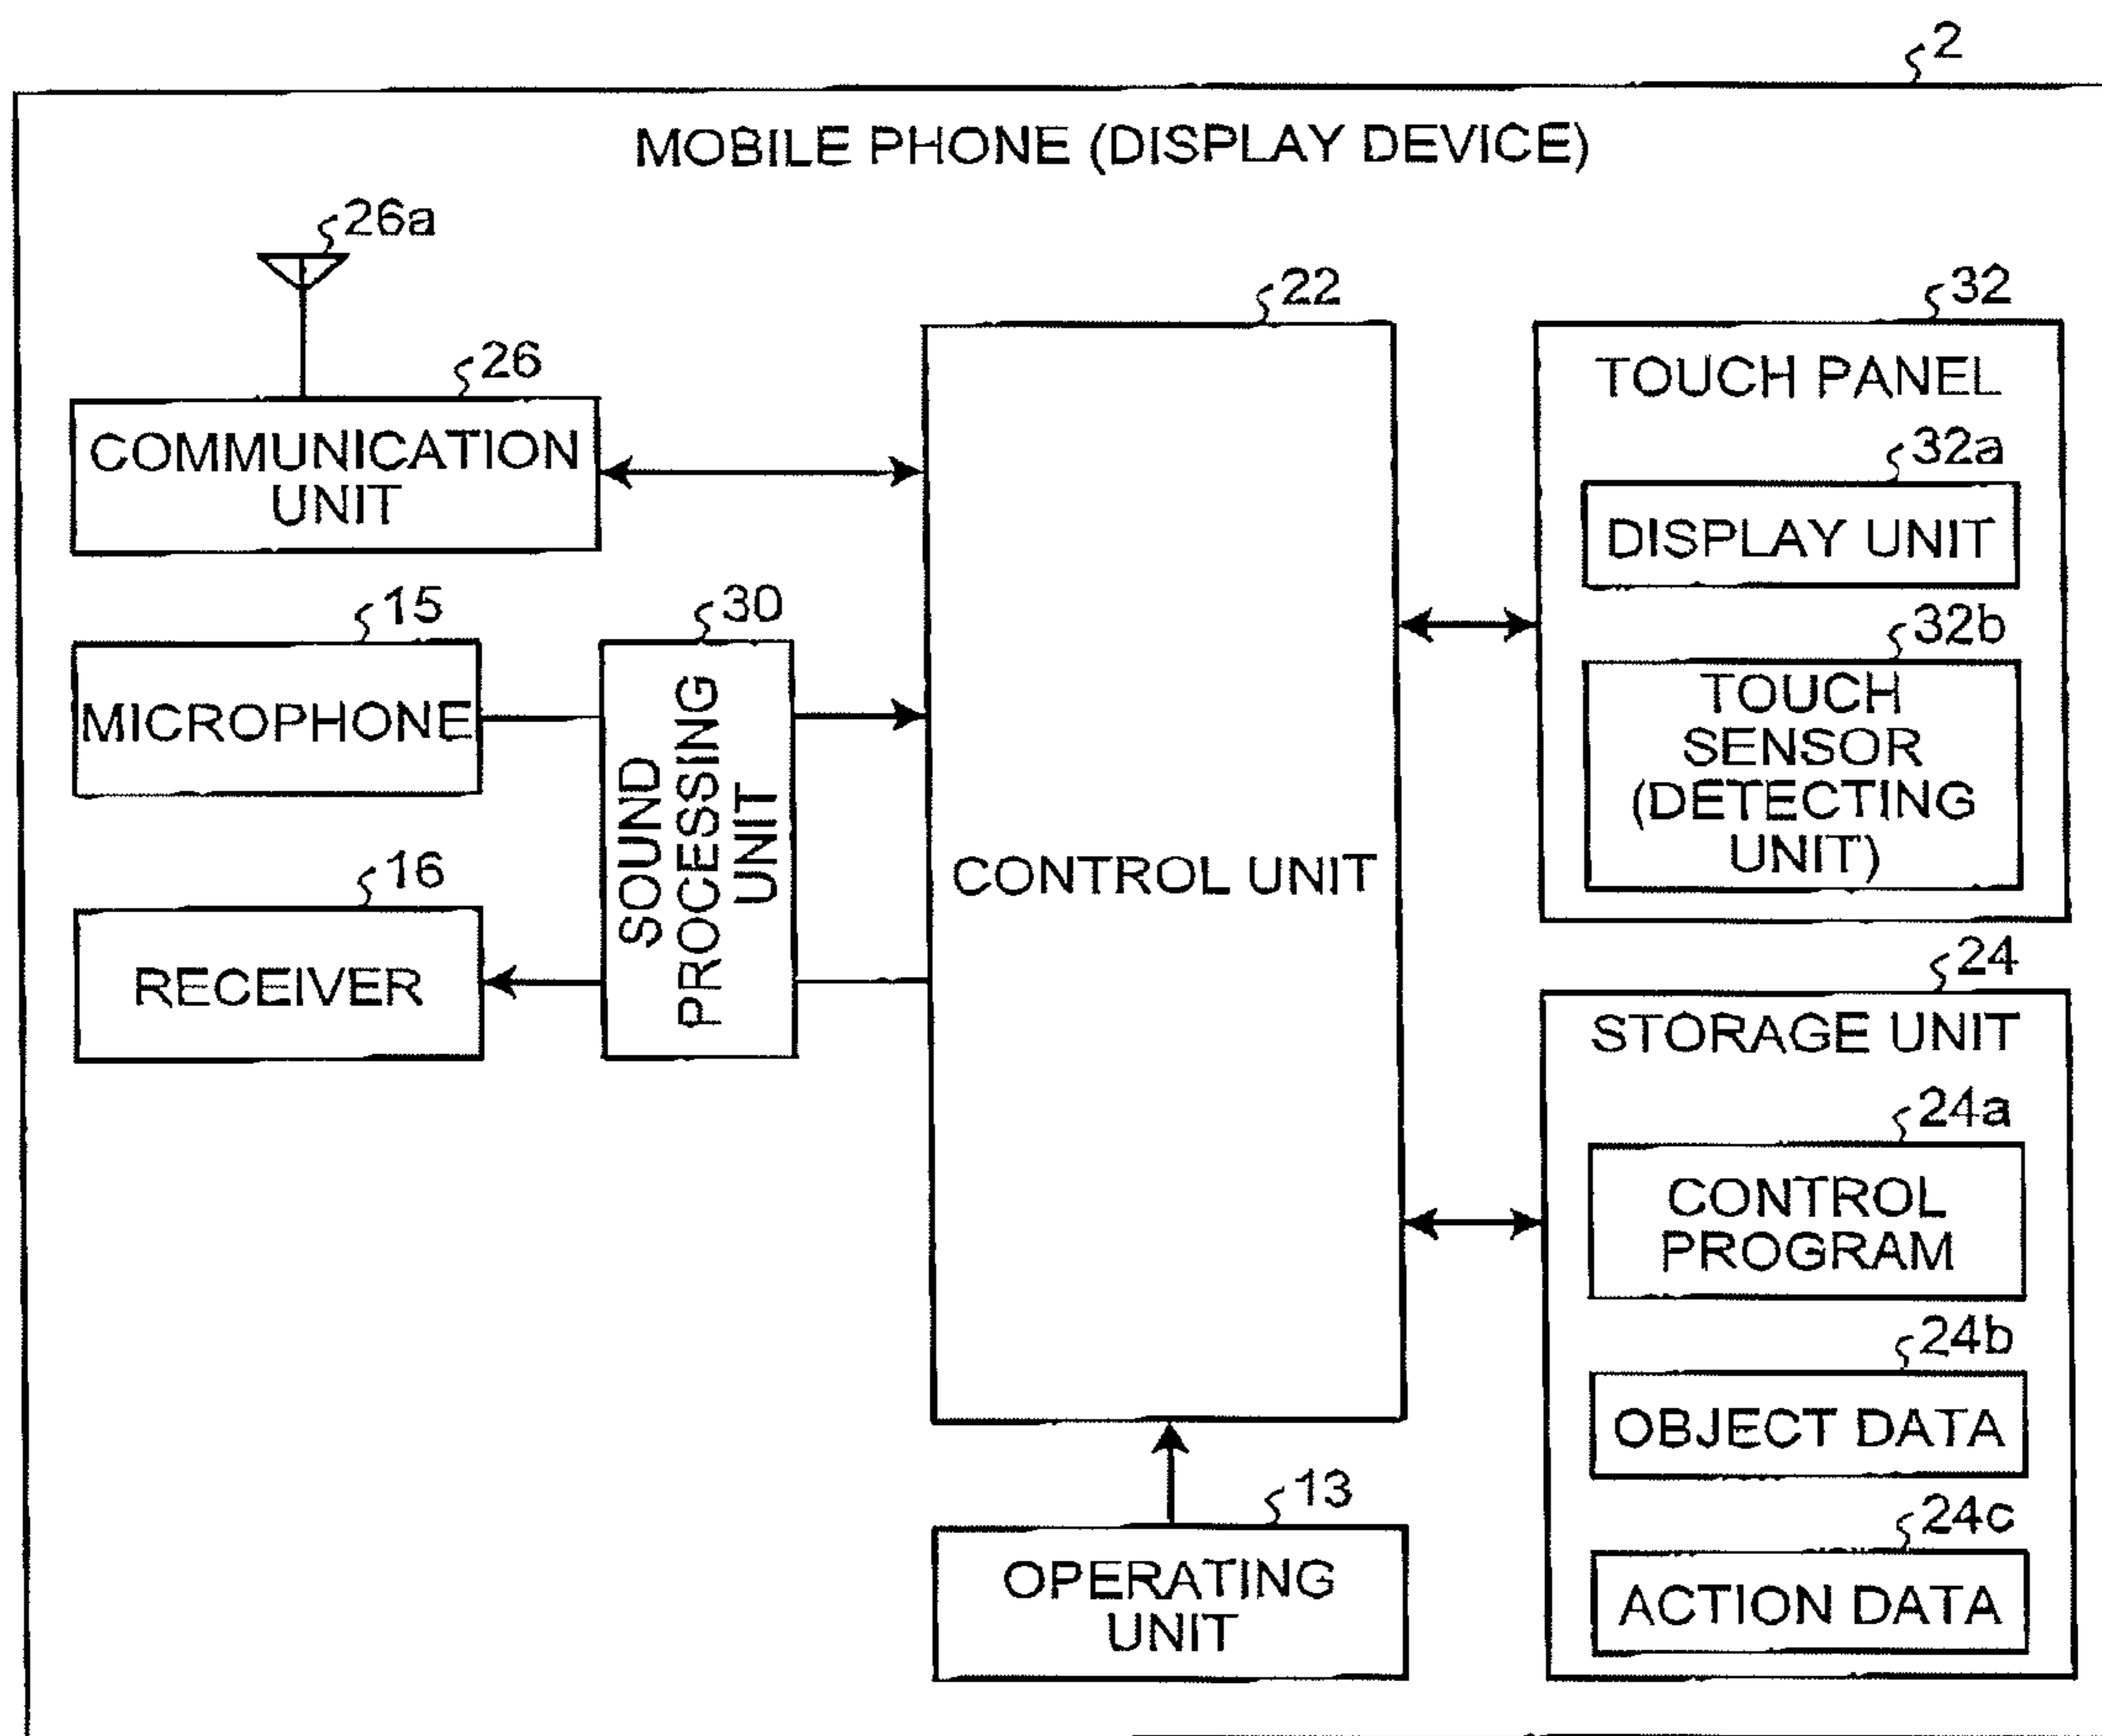 2
MOBILE PHONE (DISPLAY DEVICE)
26a
26
COMMUNICATION
UNIT
15
MICROPHONE
16
RECEIVER
30
SOUND
PROCESSING
UNIT
22
CONTROL UNIT
13
OPERATING
UNIT
32
TOUCH PANEL
32a
DISPLAY UNIT
32b
TOUCH
SENSOR
(DETECTING
UNIT)
24
STORAGE UNIT
24a
CONTROL
PROGRAM
24b
OBJECT DATA
24c
ACTION DATA